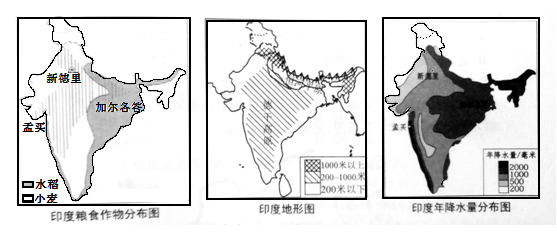 新德里
加尔各答
孟买
水稻
小麦
印度粮食作物分布图
德干高原
1000米以上
200~1000米
200米以下
印度地形图
新德里
孟买
年降水量/毫米
2000
1000
500
200
印度年降水量分布图